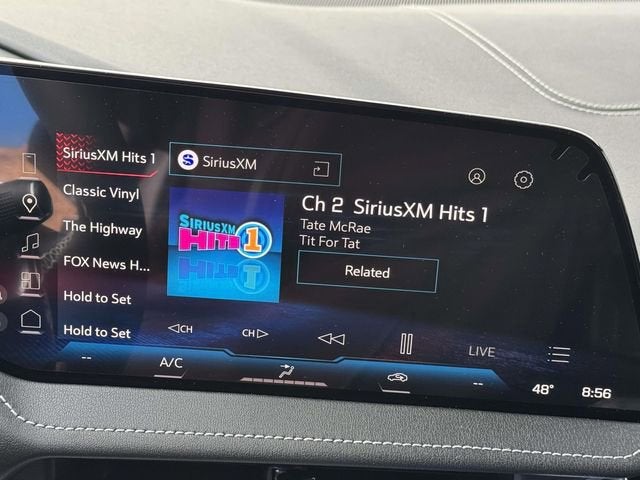 SiriusXM Hits 1
Classic Vinyl
The Highway
FOX News H...
Hold to Set
Hold to Set
S SiriusXM
SIRIUSXM
HITS 1
Ch 2 SiriusXM Hits 1
Tate McRae
Tit For Tat
Related
CH
CH
LIVE
--
A/C
--
48°
8:56